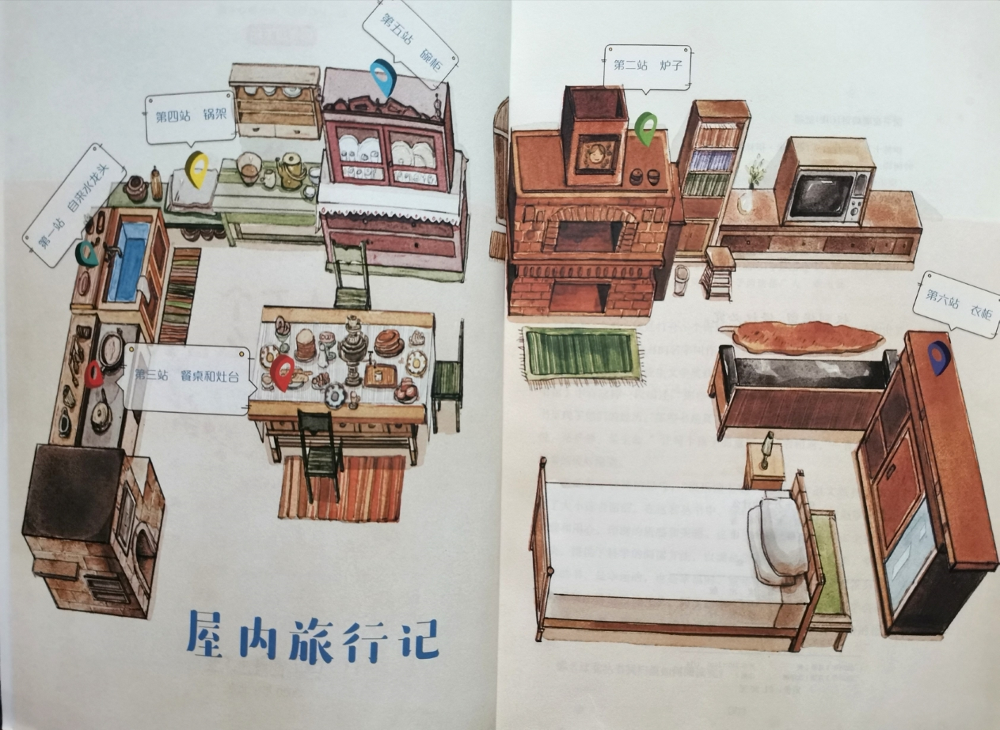 第五站 碗柜
第二站 炉子
第四站 锅架
第一站 自来水龙头
第六站 衣柜
第三站 餐桌和灶台
屋内旅行记